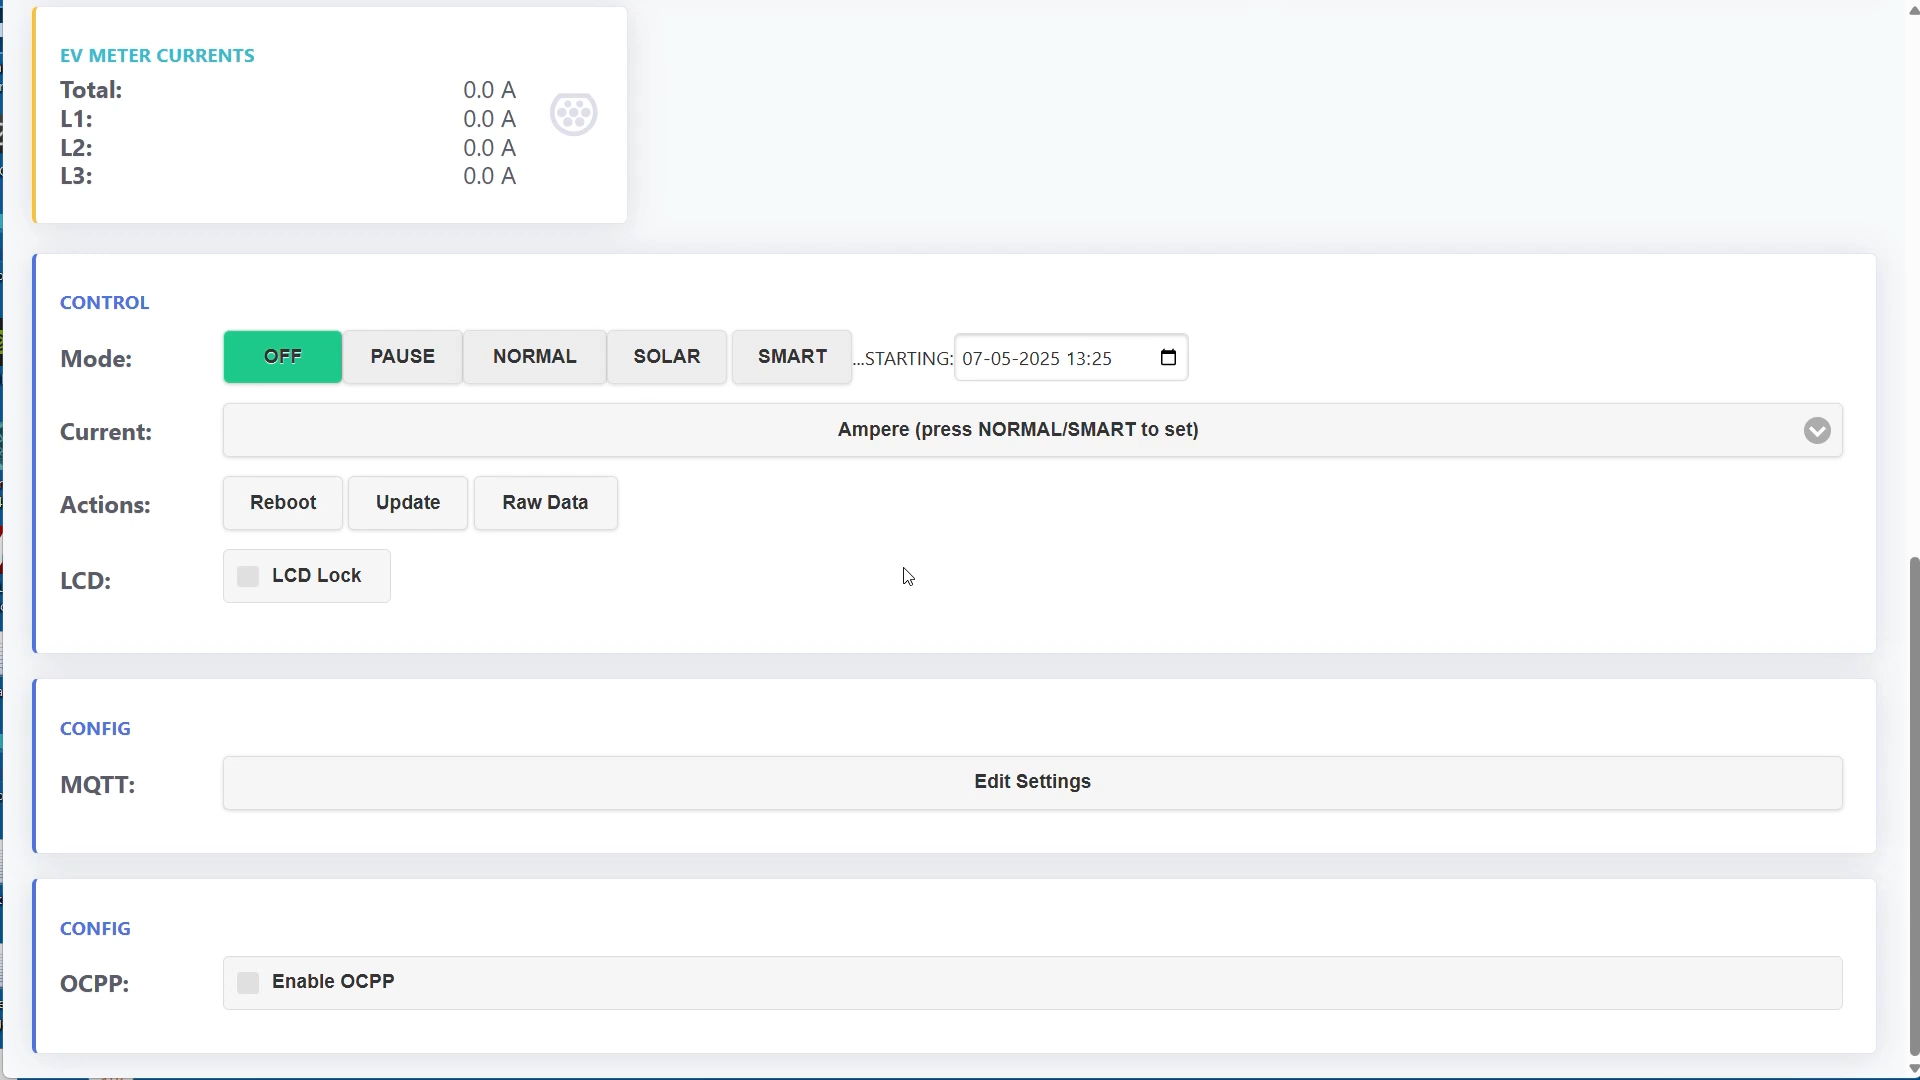 EV METER CURRENTS
Total: 0.0 A
L1: 0.0 A
L2: 0.0 A
L3: 0.0 A
CONTROL
Mode: OFF PAUSE NORMAL SOLAR SMART ...STARTING: 07-05-2025 13:25
Current: Ampere (press NORMAL/SMART to set)
Actions: Reboot Update Raw Data
LCD: LCD Lock
CONFIG
MQTT: Edit Settings
CONFIG
OCPP: Enable OCPP